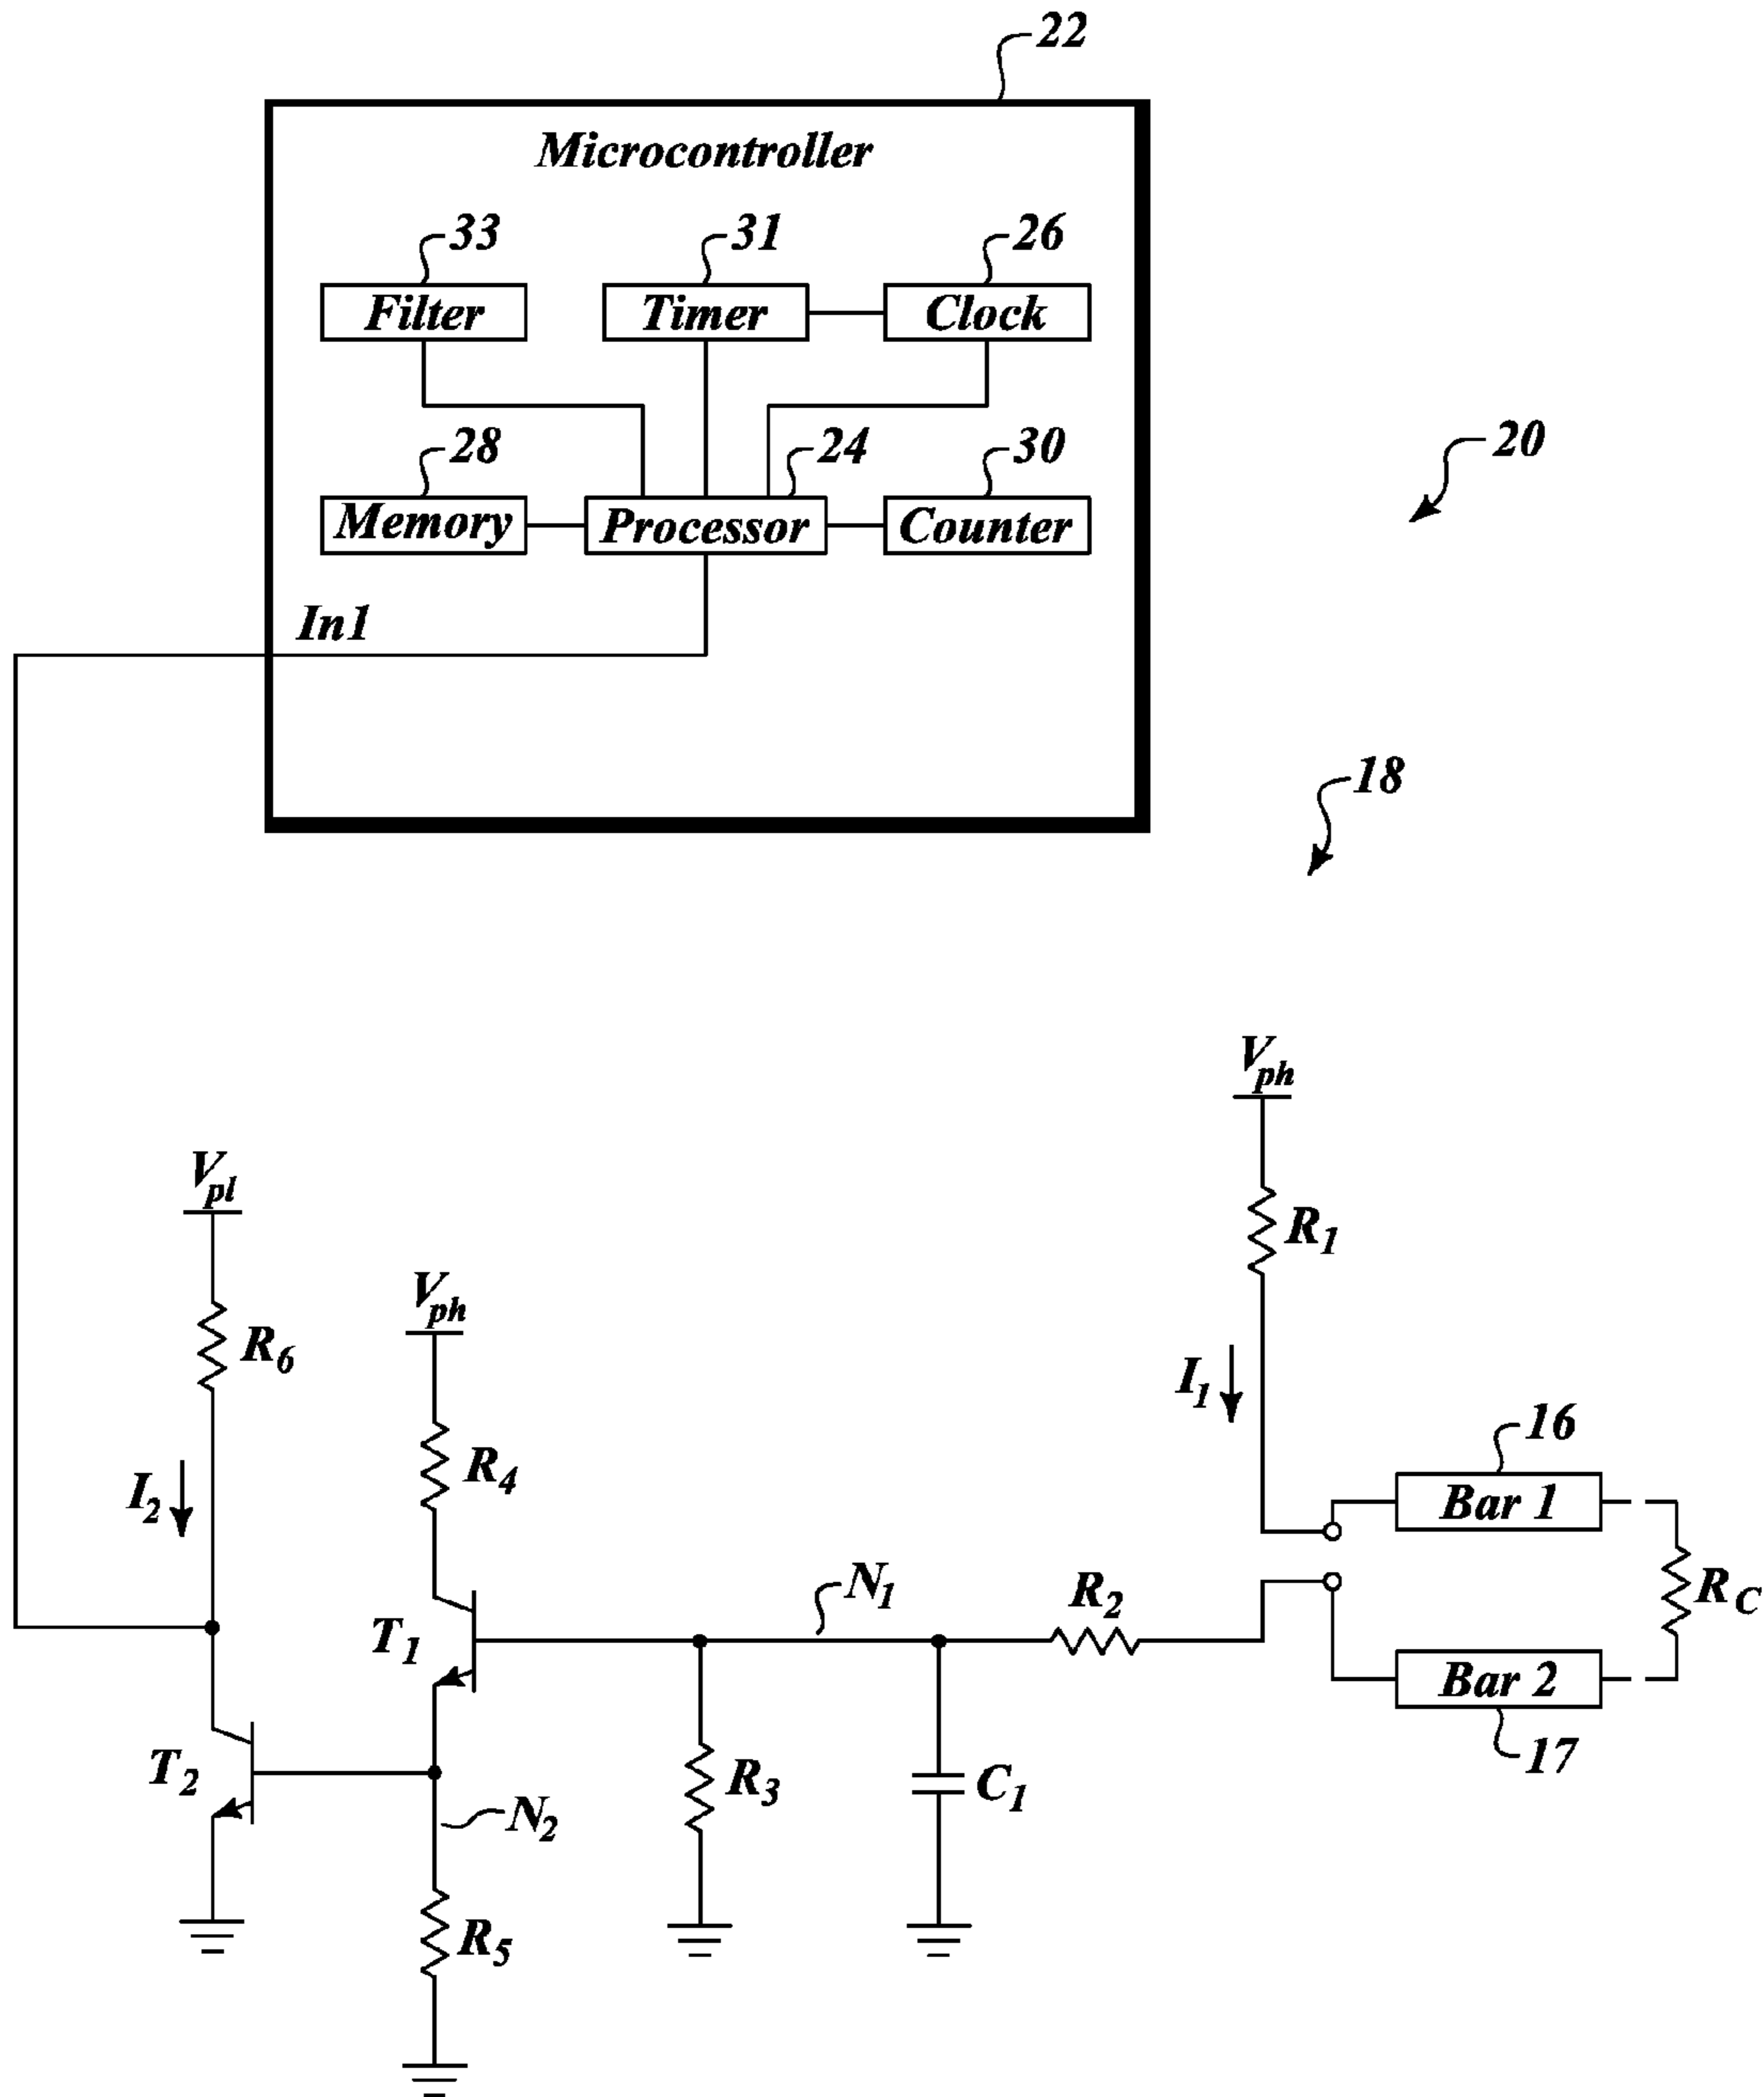 22
Microcontroller
33
31
26
Filter
Timer
Clock
28
24
30
Memory
Processor
Counter
In1
20
18
Vph
Vpl
R1
Vph
R6
I1
16
Bar 1
R4
I2
N1
R2
RC
T1
Bar 2
T2
R3
C1
17
N2
R5